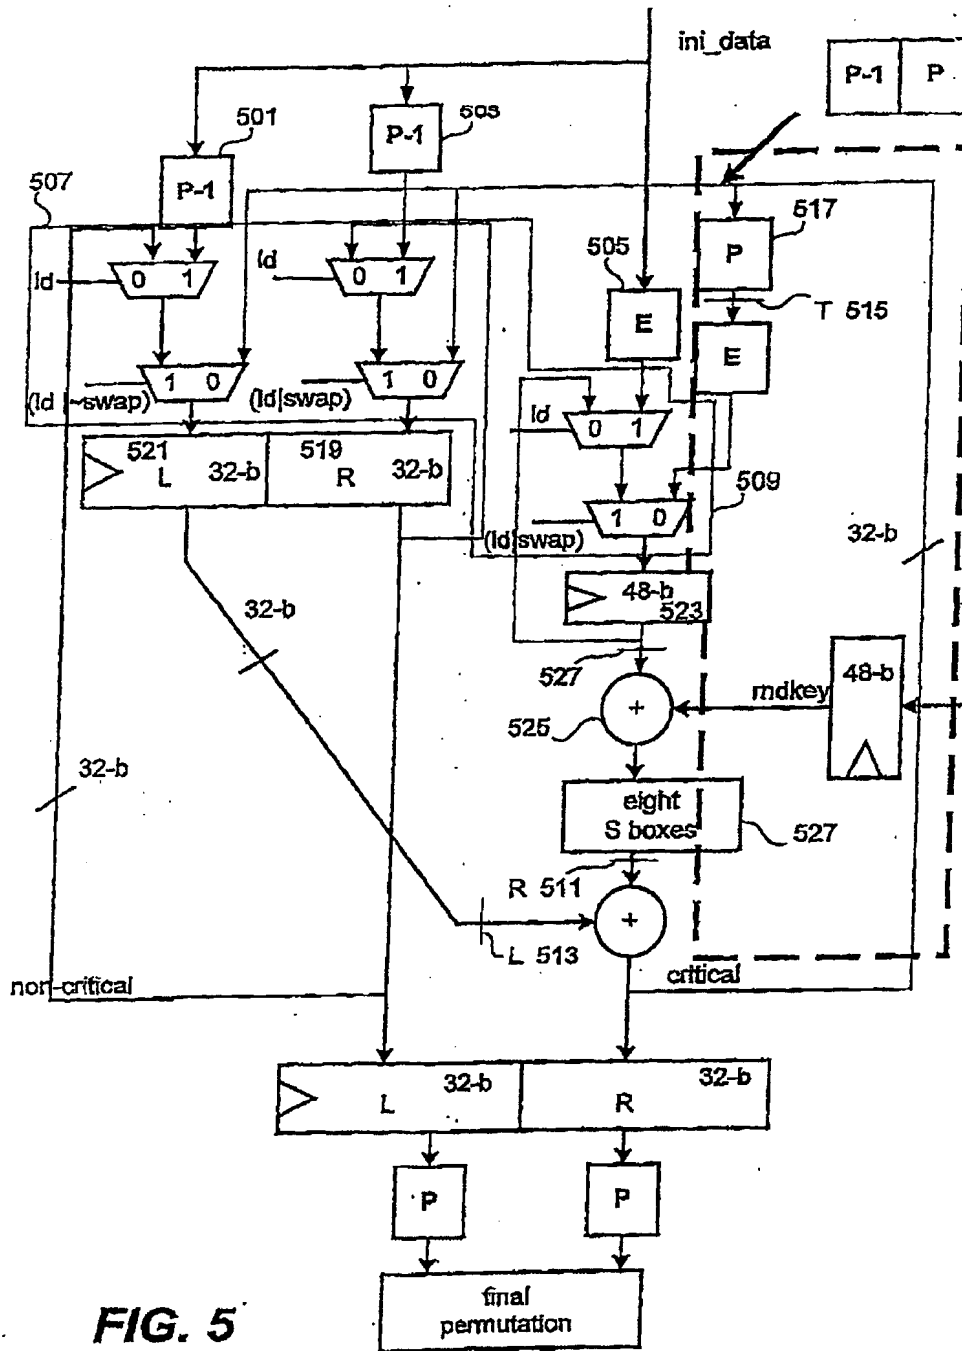 ini_data
P-1 P
501
P-1
503
P-1
507
517
P
505
T 515
E
E
ld
0 1
ld
0 1
1 0
(ld | ~swap)
1 0
(ld|swap)
ld
0 1
509
1 0
(ld|swap)
521
L
32-b
519
R
32-b
32-b
48-b
523
32-b
527
rndkey
48-b
525
+
32-b
eight
S boxes
527
R 511
+
L 513
non-critical
critical
32-b
L
32-b
R
P
P
final
permutation
FIG. 5